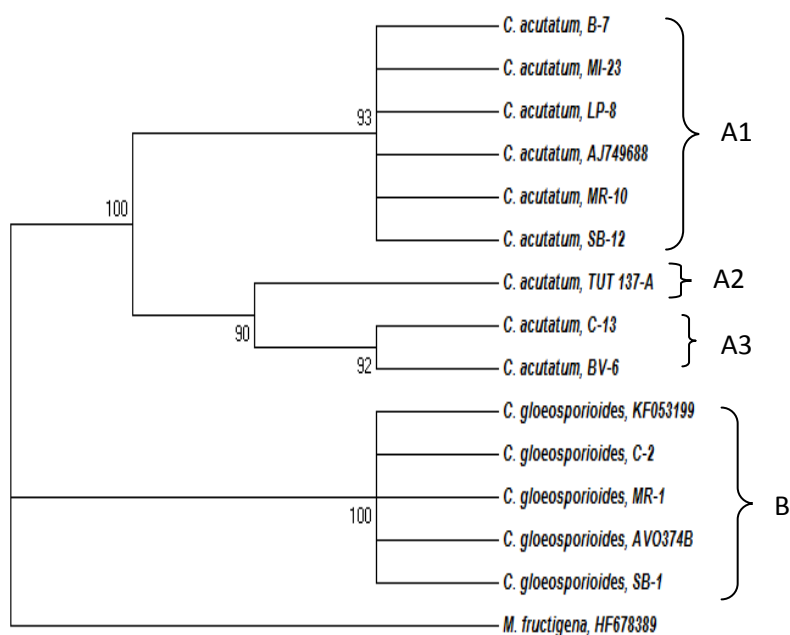 C. acutatum, B-7
C. acutatum, MI-23
93
C. acutatum, LP-8
A1
C. acutatum, AJ749688
C. acutatum, MR-10
100
C. acutatum, SB-12
C. acutatum, TUT 137-A
A2
90
C. acutatum, C-13
A3
92
C. acutatum, BV-6
C. gloeosporioides, KF053199
C. gloeosporioides, C-2
C. gloeosporioides, MR-1
B
100
C. gloeosporioides, AVO374B
C. gloeosporioides, SB-1
M. fructigena, HF678389